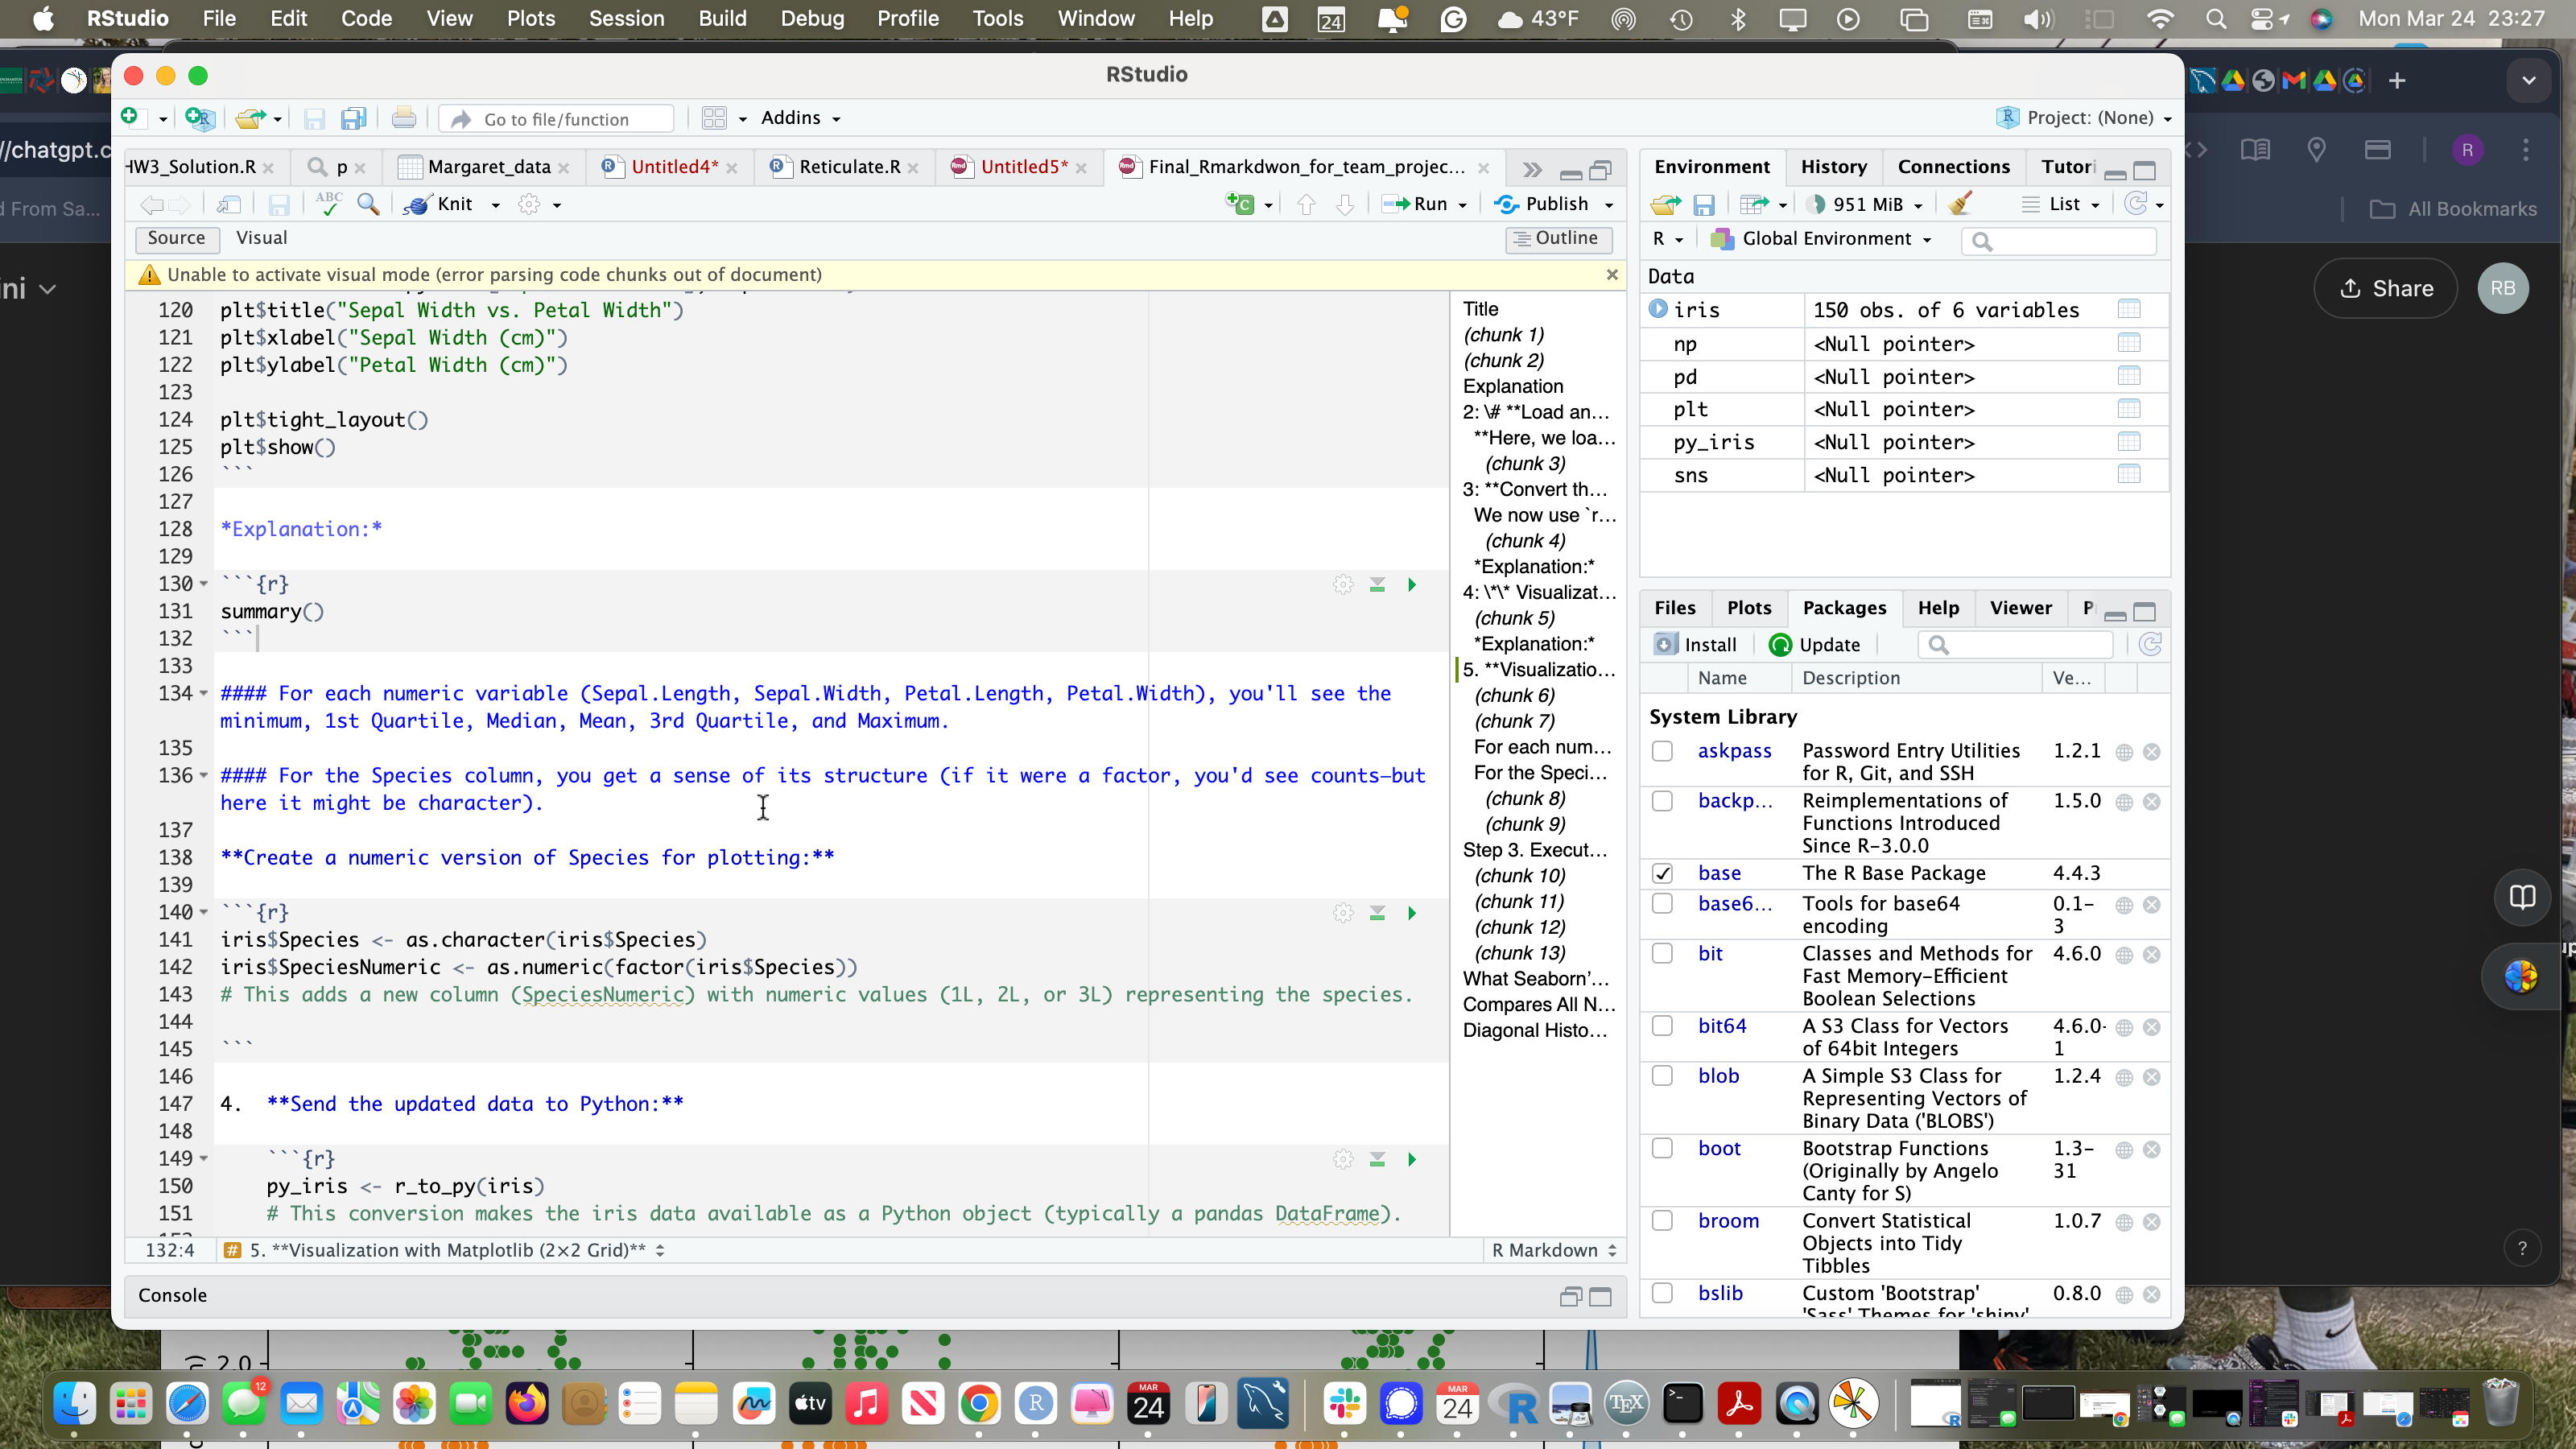 RStudio File Edit Code View Plots Session Build Debug Profile Tools Window Help 24 43°F Mon Mar 24 23:27
RStudio
Go to file/function Addins Project: (None)
//chatgpt.c
HW3_Solution.R p Margaret_data Untitled4* Reticulate.R Untitled5* Final_Rmarkdwon_for_team_projec...
ABC Knit Run Publish
d From Sa...
All Bookmarks
Source Visual Outline
Unable to activate visual mode (error parsing code chunks out of document)
ini
Share RB
120 plt$title("Sepal Width vs. Petal Width")
121 plt$xlabel("Sepal Width (cm)")
122 plt$ylabel("Petal Width (cm)")
123
124 plt$tight_layout()
125 plt$show()
126 ```
127
128 *Explanation:*
129
130 ```{r}
131 summary()
132 ```
133
134 #### For each numeric variable (Sepal.Length, Sepal.Width, Petal.Length, Petal.Width), you'll see the
minimum, 1st Quartile, Median, Mean, 3rd Quartile, and Maximum.
135
136 #### For the Species column, you get a sense of its structure (if it were a factor, you'd see counts—but
here it might be character).
137
138 **Create a numeric version of Species for plotting:**
139
140 ```{r}
141 iris$Species <- as.character(iris$Species)
142 iris$SpeciesNumeric <- as.numeric(factor(iris$Species))
143 # This adds a new column (SpeciesNumeric) with numeric values (1L, 2L, or 3L) representing the species.
144
145 ```
146
147 4. **Send the updated data to Python:**
148
149 ```{r}
150 py_iris <- r_to_py(iris)
151 # This conversion makes the iris data available as a Python object (typically a pandas DataFrame).
132:4 5. **Visualization with Matplotlib (2×2 Grid)** R Markdown
Console
Title
(chunk 1)
(chunk 2)
Explanation
2: \# **Load an...
**Here, we loa...
(chunk 3)
3: **Convert th...
We now use `r...
(chunk 4)
*Explanation:*
4: \*\* Visualizat...
(chunk 5)
*Explanation:*
5. **Visualizatio...
(chunk 6)
(chunk 7)
For each num...
For the Speci...
(chunk 8)
(chunk 9)
Step 3. Execut...
(chunk 10)
(chunk 11)
(chunk 12)
(chunk 13)
What Seaborn'...
Compares All N...
Diagonal Histo...
Environment History Connections Tutori
951 MiB List
R Global Environment
Data
iris 150 obs. of 6 variables
np <Null pointer>
pd <Null pointer>
plt <Null pointer>
py_iris <Null pointer>
sns <Null pointer>
Files Plots Packages Help Viewer P
Install Update
Name Description Ve...
System Library
askpass Password Entry Utilities 1.2.1
for R, Git, and SSH
backp... Reimplementations of 1.5.0
Functions Introduced
Since R-3.0.0
base The R Base Package 4.4.3
base6... Tools for base64 0.1-
encoding 3
bit Classes and Methods for 4.6.0
Fast Memory-Efficient
Boolean Selections
bit64 A S3 Class for Vectors 4.6.0-
of 64bit Integers 1
blob A Simple S3 Class for 1.2.4
Representing Vectors of
Binary Data ('BLOBS')
boot Bootstrap Functions 1.3-
(Originally by Angelo 31
Canty for S)
broom Convert Statistical 1.0.7
Objects into Tidy
Tibbles
bslib Custom 'Bootstrap' 0.8.0
'Sass' Themes for 'shiny'
R
?
2.0
12
tv
MAR
24
MAR
24
TEX